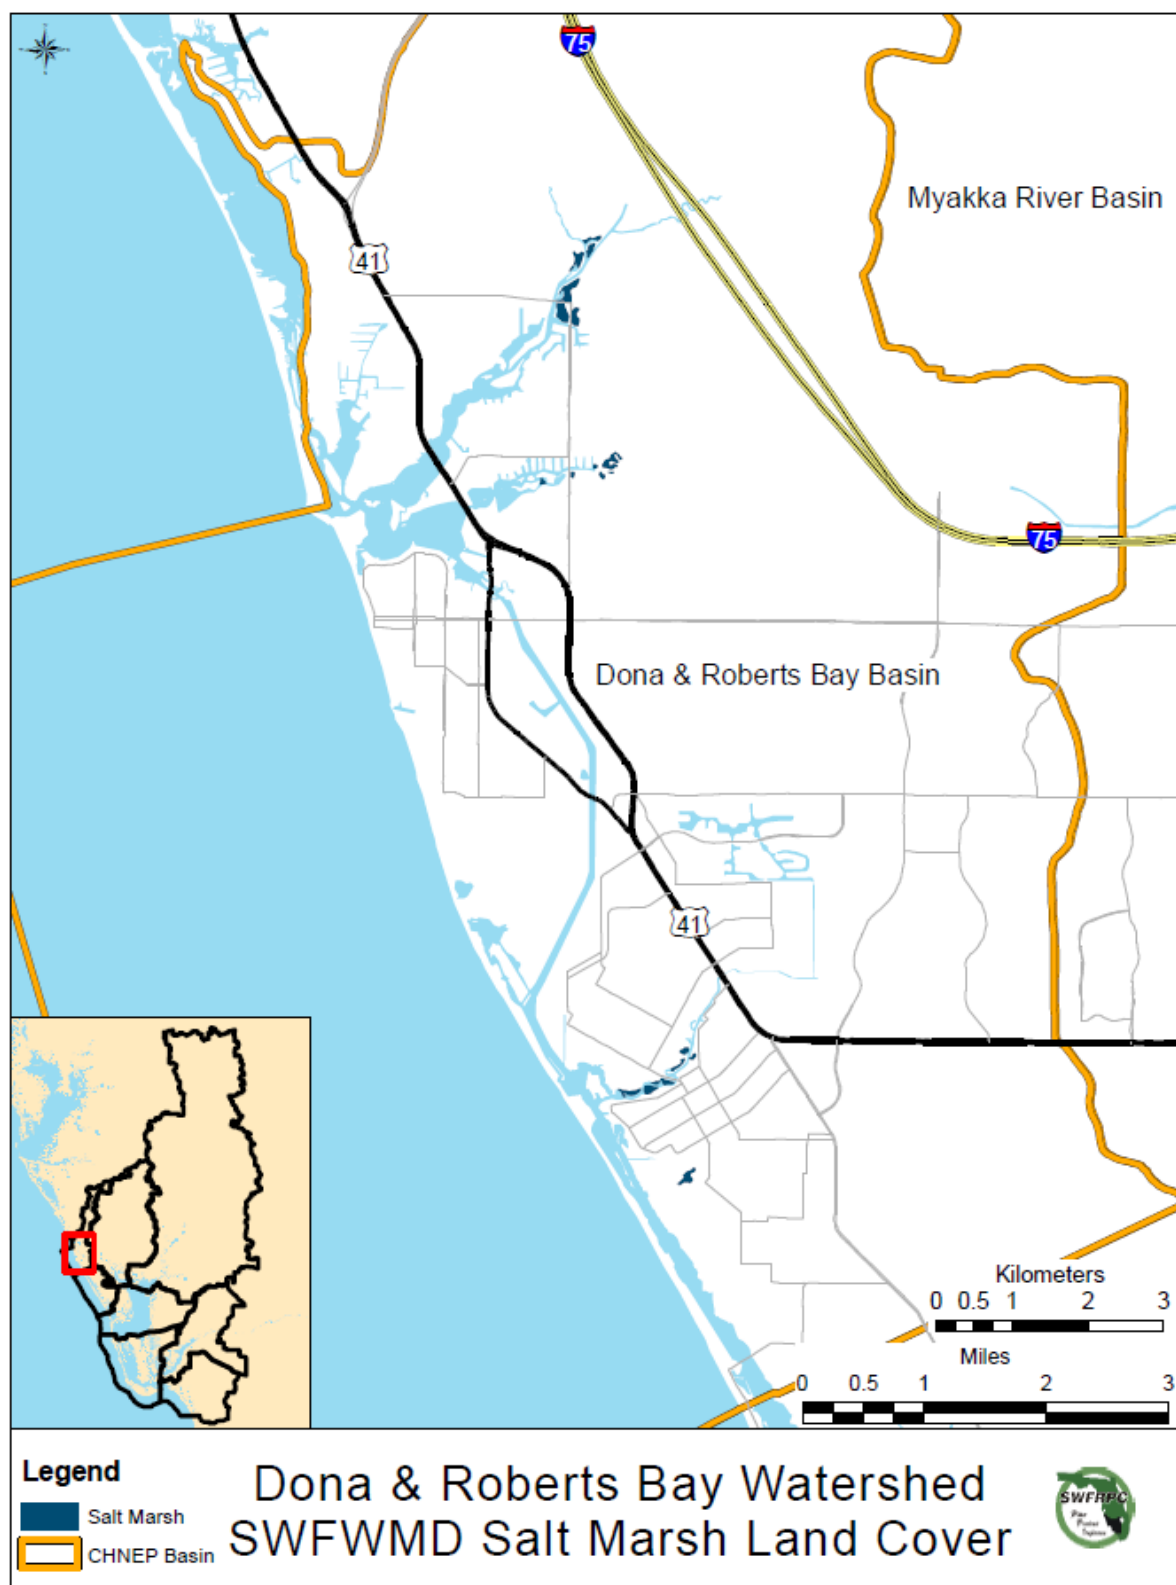 75
Myakka River Basin
41
75
Dona & Roberts Bay Basin
41
Kilometers
0 0.5 1 2 3
Miles
0 0.5 1 2 3
Legend
Salt Marsh
CHNEP Basin
Dona & Roberts Bay Watershed
SWFWMD Salt Marsh Land Cover
SWFRPC